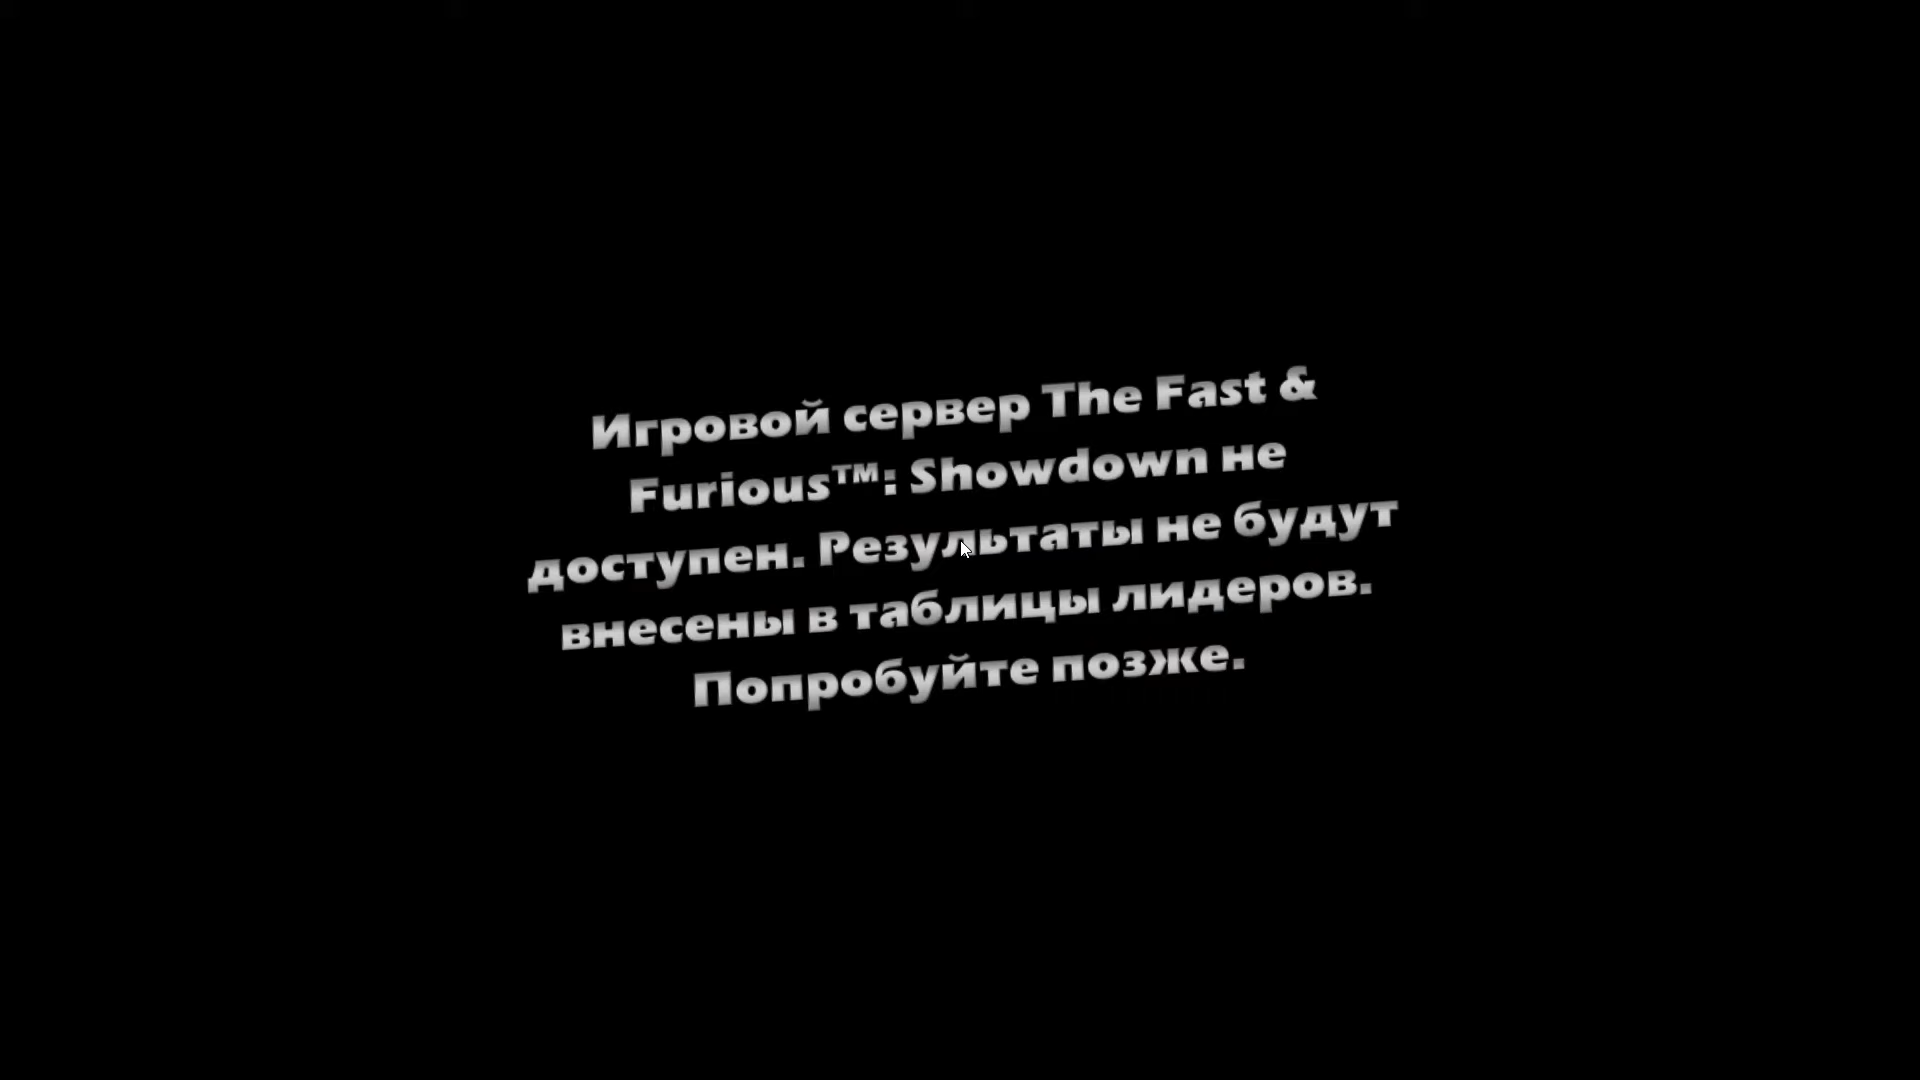 Игровой сервер The Fast &
Furious™: Showdown не
доступен. Результаты не будут
внесены в таблицы лидеров.
Попробуйте позже.